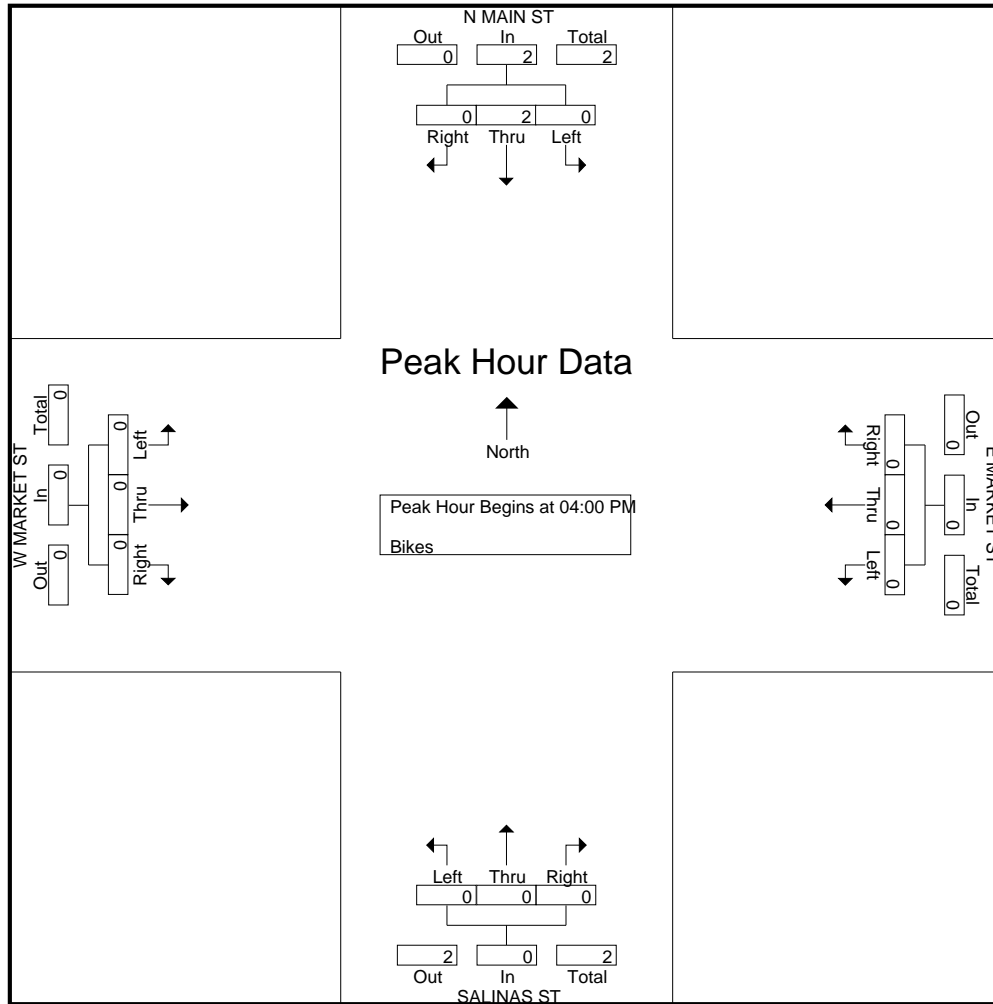 N MAIN ST
Out In Total
0 2 2
0 2 0
Right Thru Left
Peak Hour Data
North
Peak Hour Begins at 04:00 PM
Bikes
W MARKET ST
Out In Total
0 0 0
Right Thru Left
0 0 0
E MARKET ST
Out In Total
0 0 0
Right Thru Left
0 0 0
Left Thru Right
0 0 0
2 0 2
Out In Total
SALINAS ST